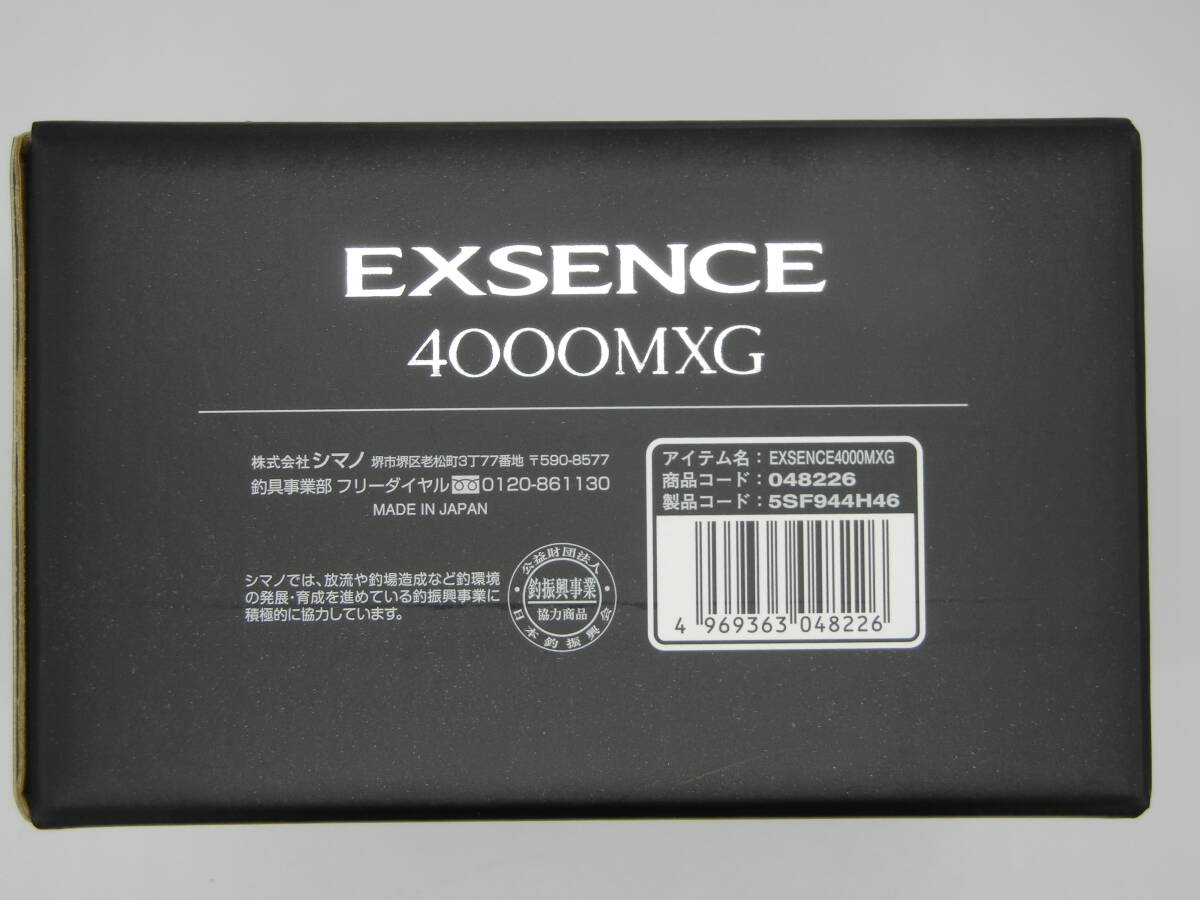 EXSENCE
4000MXG
株式会社シマノ 堺市堺区老松町3丁77番地 〒590-8577
釣具事業部 フリーダイヤル 0120-861130
MADE IN JAPAN
シマノでは、放流や釣場造成など釣環境
の発展・育成を進めている釣振興事業に
積極的に協力しています。
公益財団法人
釣振興事業
協力商品
日本釣振興会
アイテム名：EXSENCE4000MXG
商品コード：048226
製品コード：5SF944H46
4 969363 048226